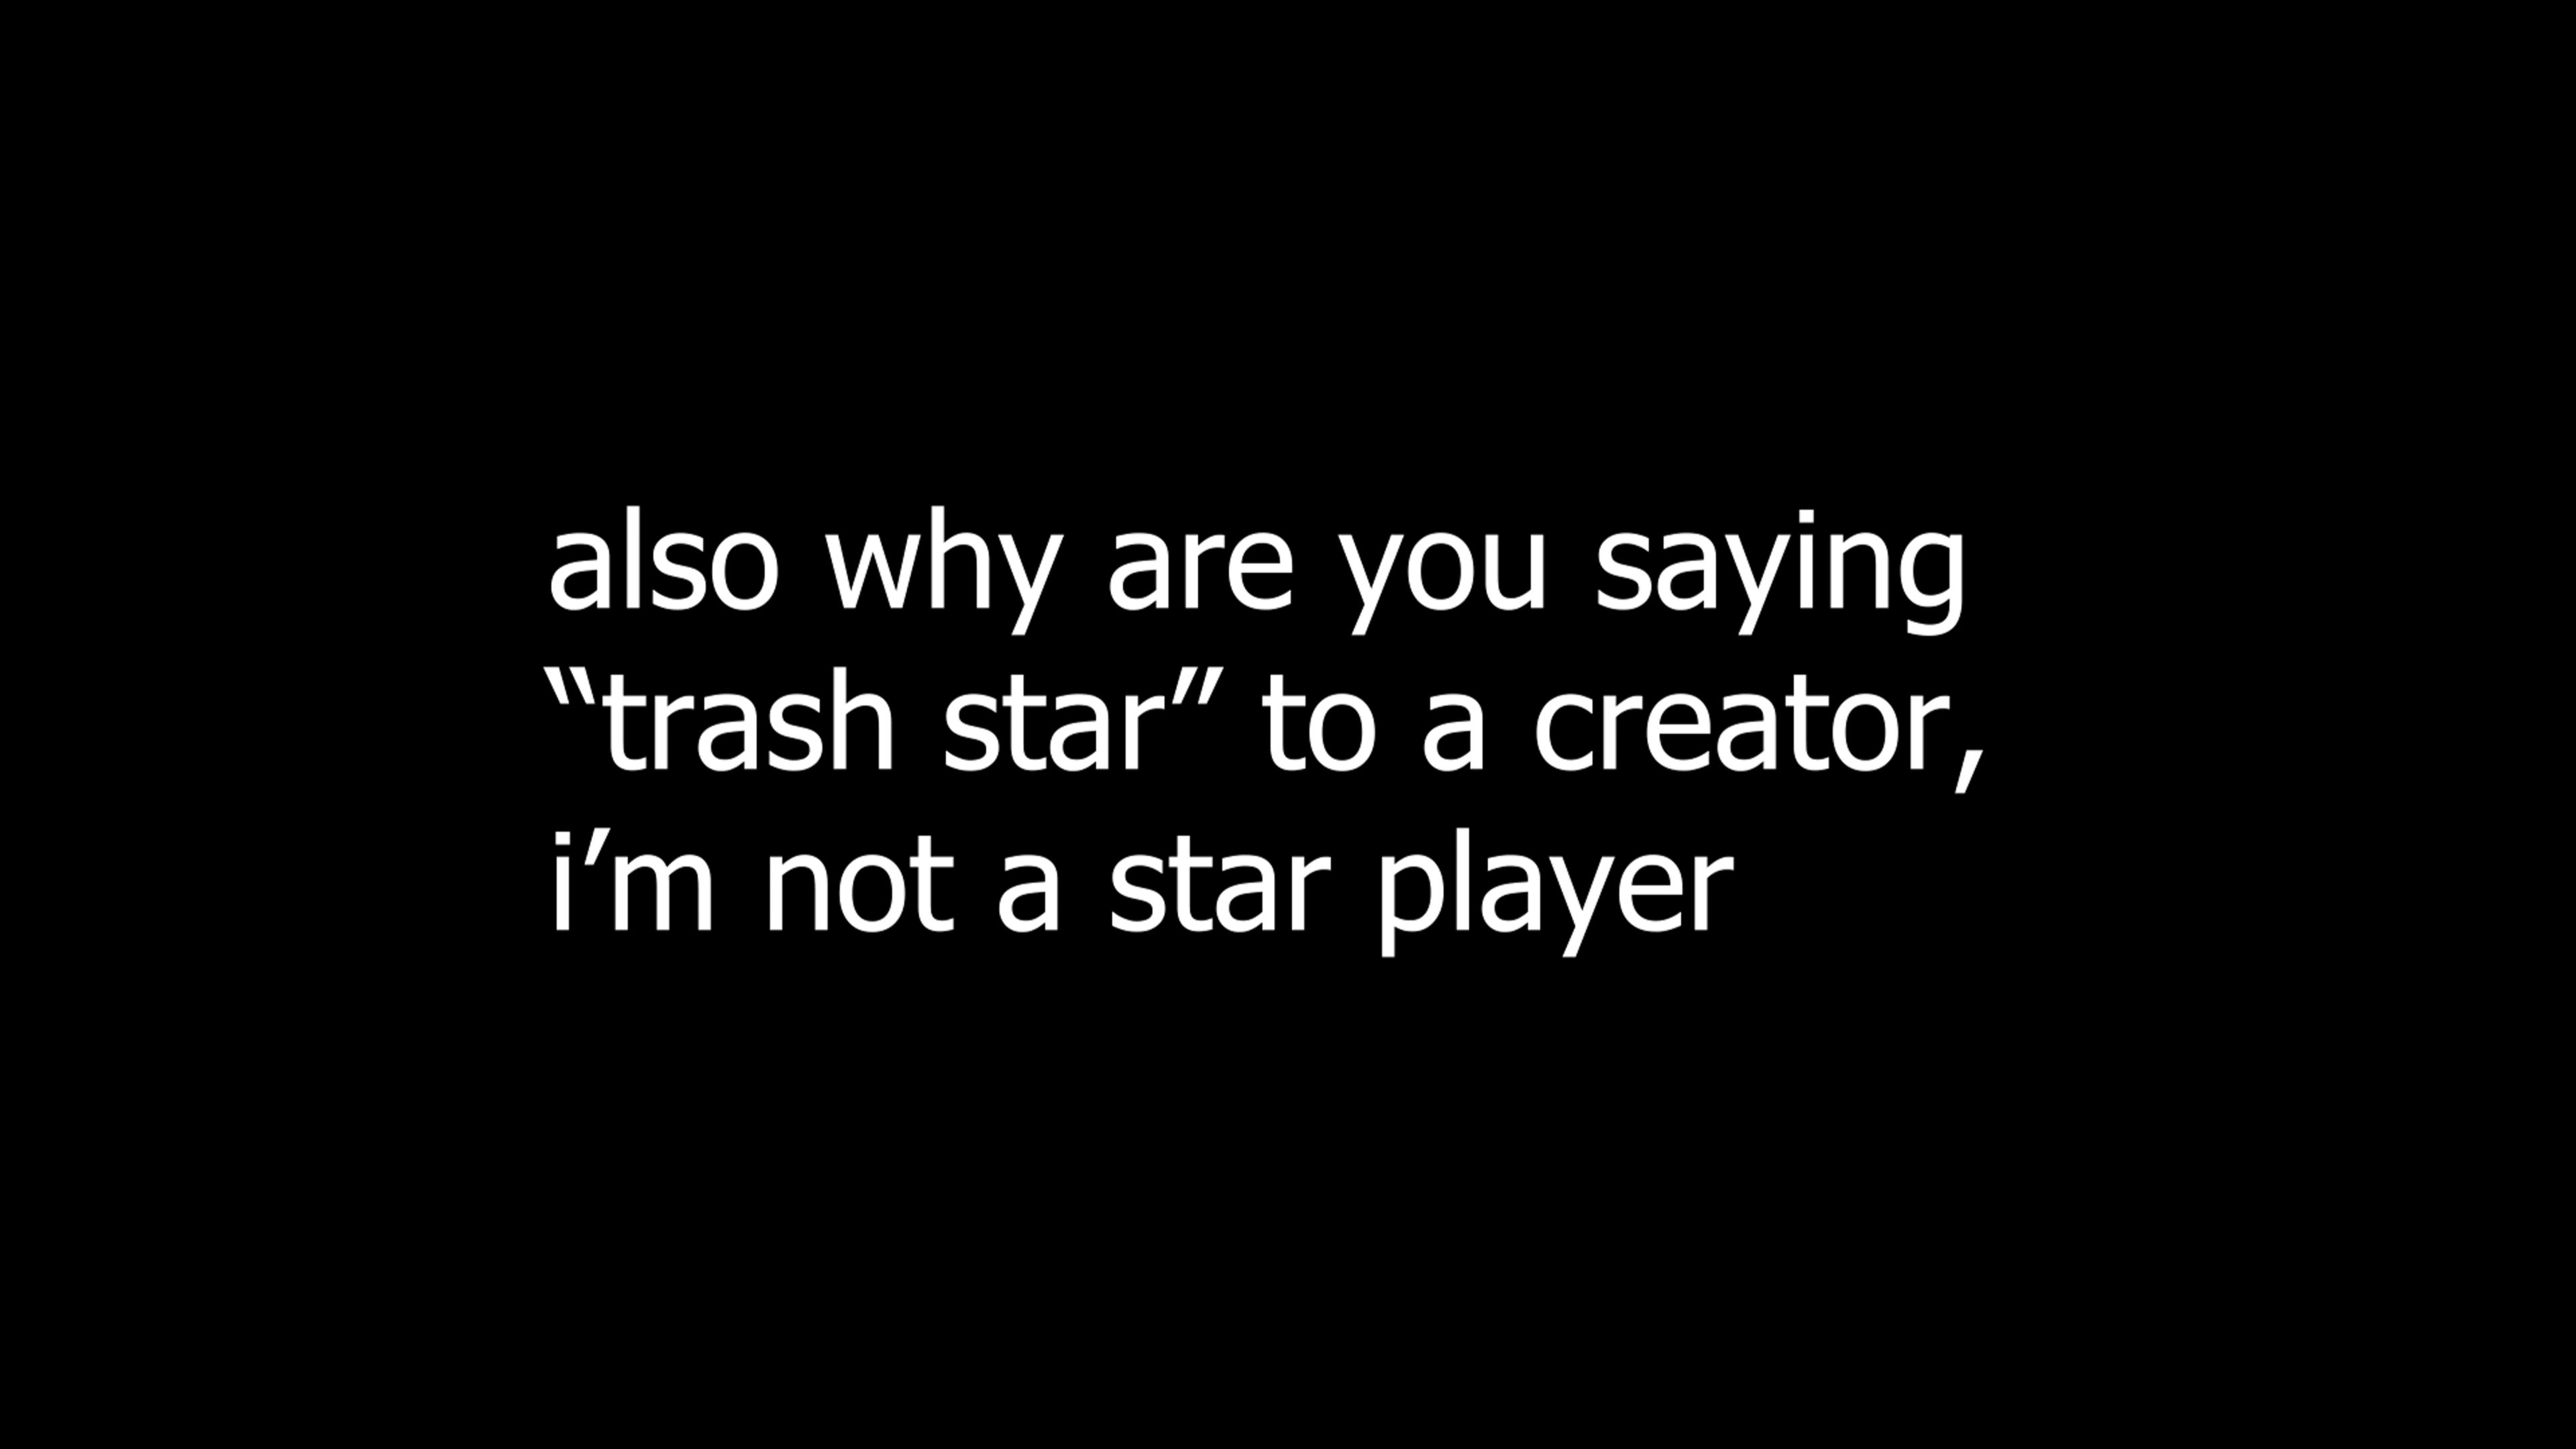 also why are you saying
“trash star” to a creator,
i’m not a star player